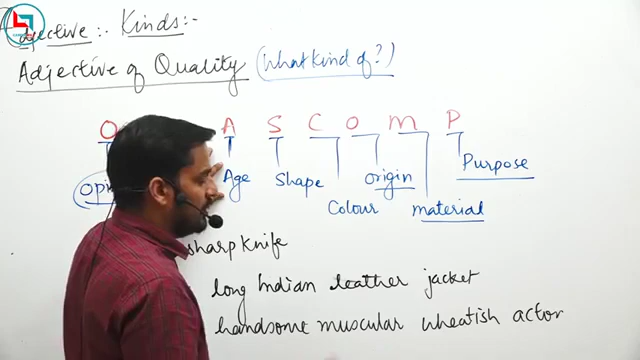 Adjective :- Kinds:-
Adjective of Quality (What kind of?)
O A S C O M P
Age Shape Colour origin material Purpose
sharp knife
long Indian leather jacket
handsome muscular wheatish actor